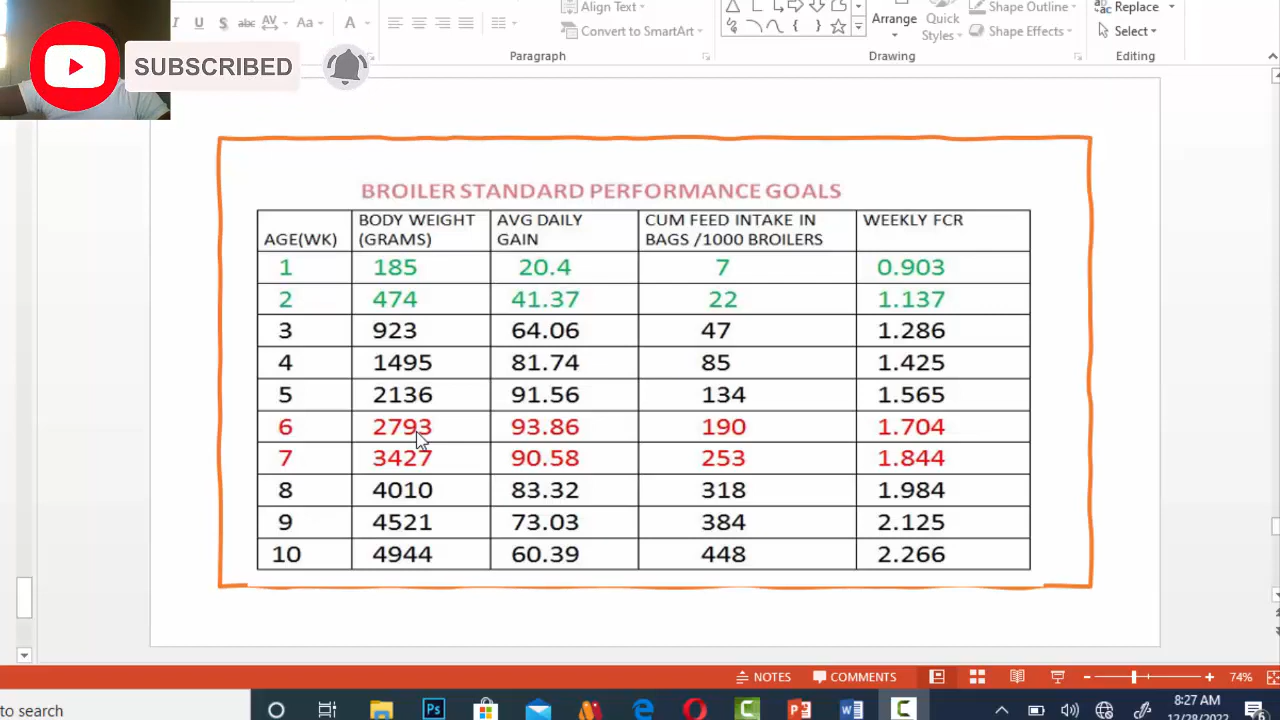 Align Text
Replace
U S abc AV Aa A
Convert to SmartArt
Arrange
Quick
Styles
Shape Outline
Shape Effects
Select
SUBSCRIBED
Paragraph
Drawing
Editing
BROILER STANDARD PERFORMANCE GOALS
AGE(WK) BODY WEIGHT (GRAMS) AVG DAILY GAIN CUM FEED INTAKE IN BAGS /1000 BROILERS WEEKLY FCR
1 185 20.4 7 0.903
2 474 41.37 22 1.137
3 923 64.06 47 1.286
4 1495 81.74 85 1.425
5 2136 91.56 134 1.565
6 2793 93.86 190 1.704
7 3427 90.58 253 1.844
8 4010 83.32 318 1.984
9 4521 73.03 384 2.125
10 4944 60.39 448 2.266
NOTES COMMENTS 74%
to search
8:27 AM
12/28/2022